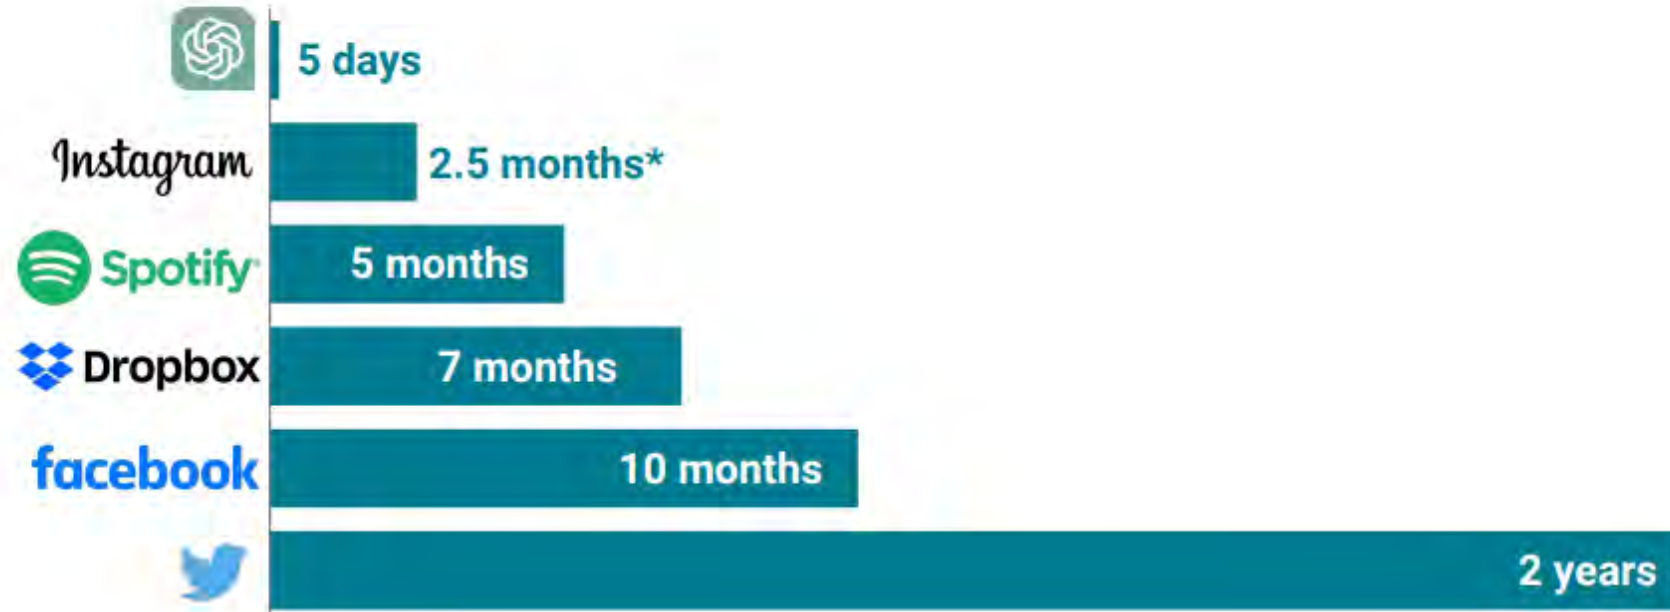 5 days
Instagram 2.5 months*
Spotify 5 months
Dropbox 7 months
facebook 10 months
2 years